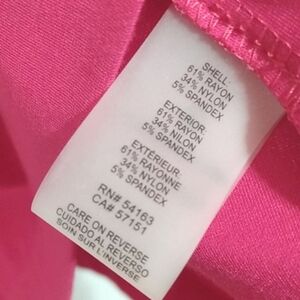 SHELL:
61% RAYON
34% NYLON
5% SPANDEX
EXTERIOR:
61% RAYON
34% NILON
5% SPANDEX
EXTÉRIEUR:
61% RAYONNE
34% NYLON
5% SPANDEX
RN# 54163
CA# 57151
CARE ON REVERSE
CUIDADO AL REVERSO
SOIN SUR L'INVERSE